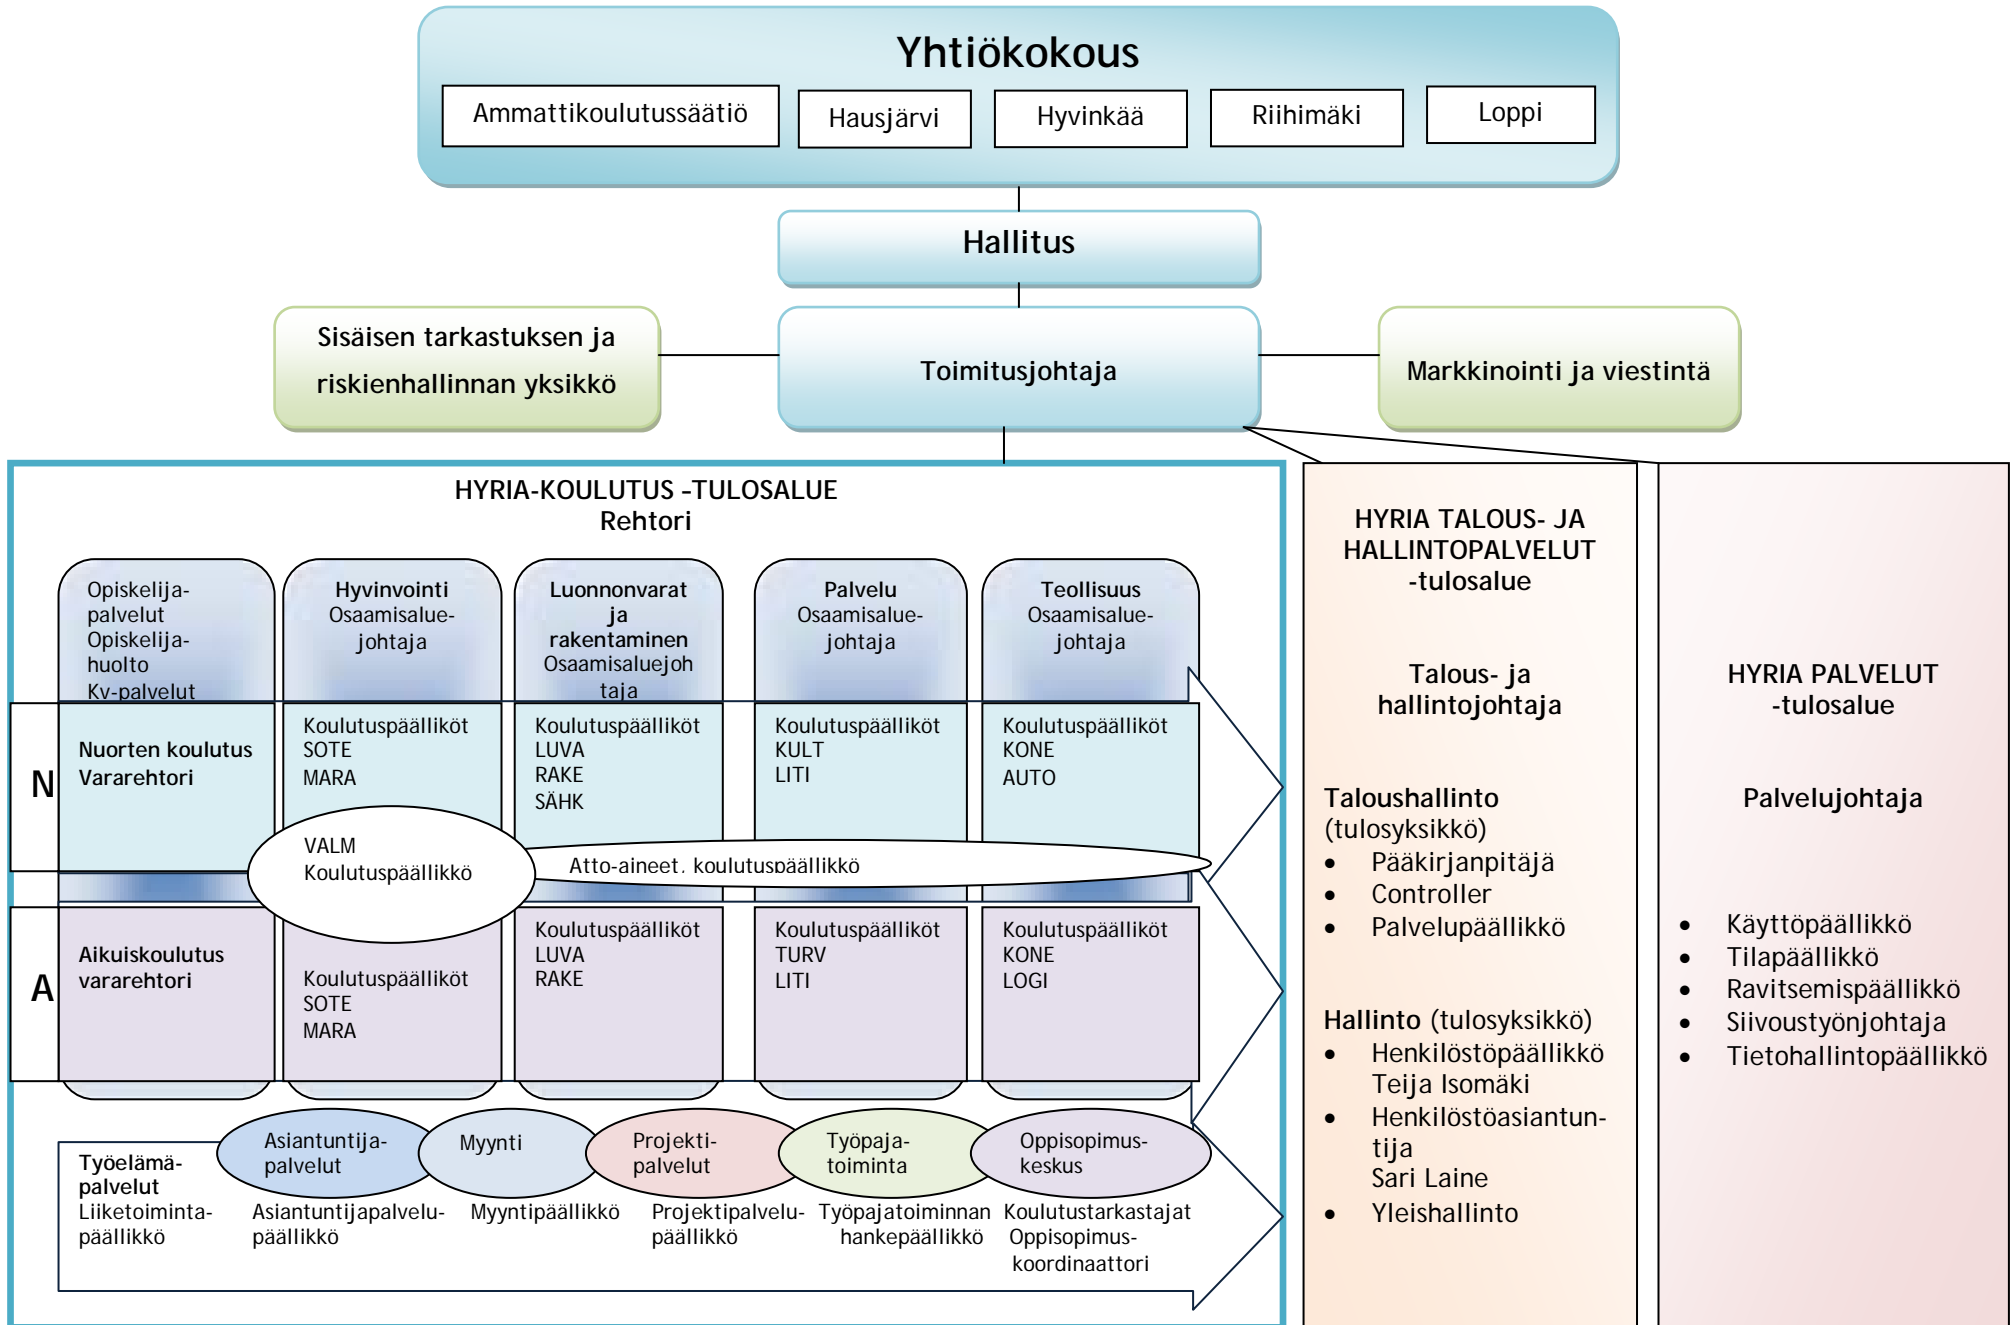 Yhtiökokous
Ammattikoulutussäätiö
Hausjärvi
Hyvinkää
Riihimäki
Loppi
Hallitus
Sisäisen tarkastuksen ja
riskienhallinnan yksikkö
Toimitusjohtaja
Markkinointi ja viestintä
HYRIA-KOULUTUS -TULOSALUE
Rehtori
Opiskelija-
palvelut
Opiskelija-
huolto
Kv-palvelut
Hyvinvointi
Osaamisalue-
johtaja
Luonnonvarat
ja
rakentaminen
Osaamisaluejoh
taja
Palvelu
Osaamisalue-
johtaja
Teollisuus
Osaamisalue-
johtaja
N
Nuorten koulutus
Vararehtori
Koulutuspäälliköt
SOTE
MARA
Koulutuspäälliköt
LUVA
RAKE
SÄHK
Koulutuspäälliköt
KULT
LITI
Koulutuspäälliköt
KONE
AUTO
VALM
Koulutuspäällikkö
Atto-aineet, koulutuspäällikkö
A
Aikuiskoulutus
vararehtori
Koulutuspäälliköt
SOTE
MARA
Koulutuspäälliköt
LUVA
RAKE
Koulutuspäälliköt
TURV
LITI
Koulutuspäälliköt
KONE
LOGI
Työelämä-
palvelut
Liiketoiminta-
päällikkö
Asiantuntija-
palvelut
Asiantuntijapalvelu-
päällikkö
Myynti
Myyntipäällikkö
Projekti-
palvelut
Projektipalvelu-
päällikkö
Työpaja-
toiminta
Työpajatoiminnan
hankepäällikkö
Oppisopimus-
keskus
Koulutustarkastajat
Oppisopimus-
koordinaattori
HYRIA TALOUS- JA
HALLINTOPALVELUT
-tulosalue
Talous- ja
hallintojohtaja
Taloushallinto
(tulosyksikkö)
• Pääkirjanpitäjä
• Controller
• Palvelupäällikkö
Hallinto (tulosyksikkö)
• Henkilöstöpäällikkö
Teija Isomäki
• Henkilöstöasiantun-
tija
Sari Laine
• Yleishallinto
HYRIA PALVELUT
-tulosalue
Palvelujohtaja
• Käyttöpäällikkö
• Tilapäällikkö
• Ravitsemispäällikkö
• Siivoustyönjohtaja
• Tietohallintopäällikkö